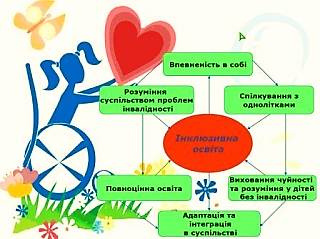 Впевненість в собі
Розуміння
суспільством проблем
інвалідності
Спілкування з
однолітками
Інклюзивна
освіта
Повноцінна освіта
Виховання чуйності
та розуміння у дітей
без інвалідності
Адаптація та
інтеграція
в суспільстві